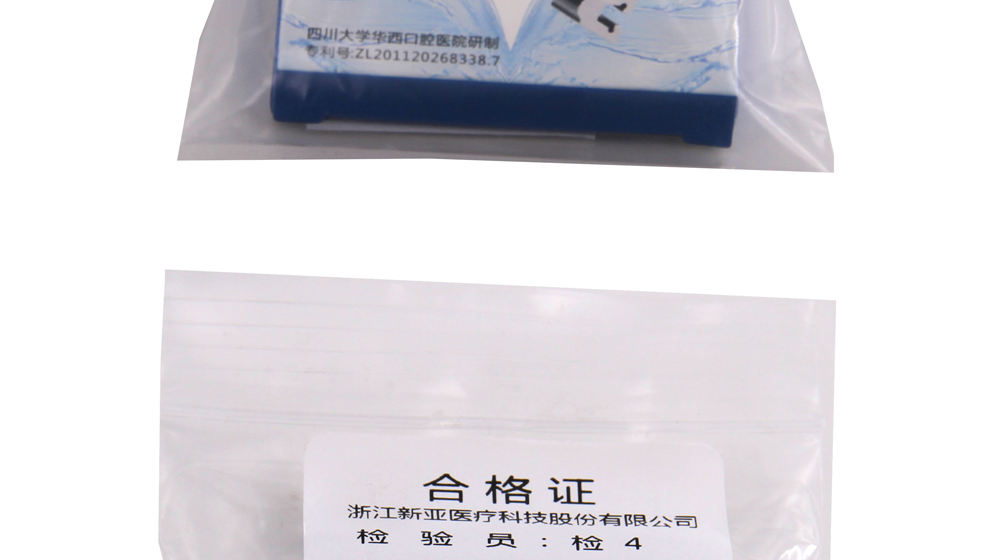 四川大学华西口腔医院研制
专利号:ZL201120268338.7
合格证
浙江新亚医疗科技股份有限公司
检验员:检4